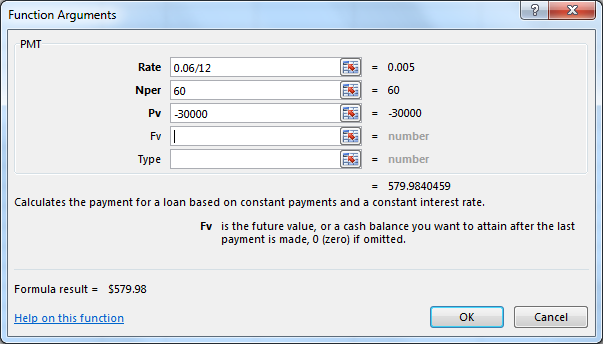 Function Arguments
?
PMT
Rate 0.06/12 = 0.005
Nper 60 = 60
Pv -30000 = -30000
Fv = number
Type = number
= 579.9840459
Calculates the payment for a loan based on constant payments and a constant interest rate.
Fv is the future value, or a cash balance you want to attain after the last
payment is made, 0 (zero) if omitted.
Formula result = $579.98
Help on this function OK Cancel